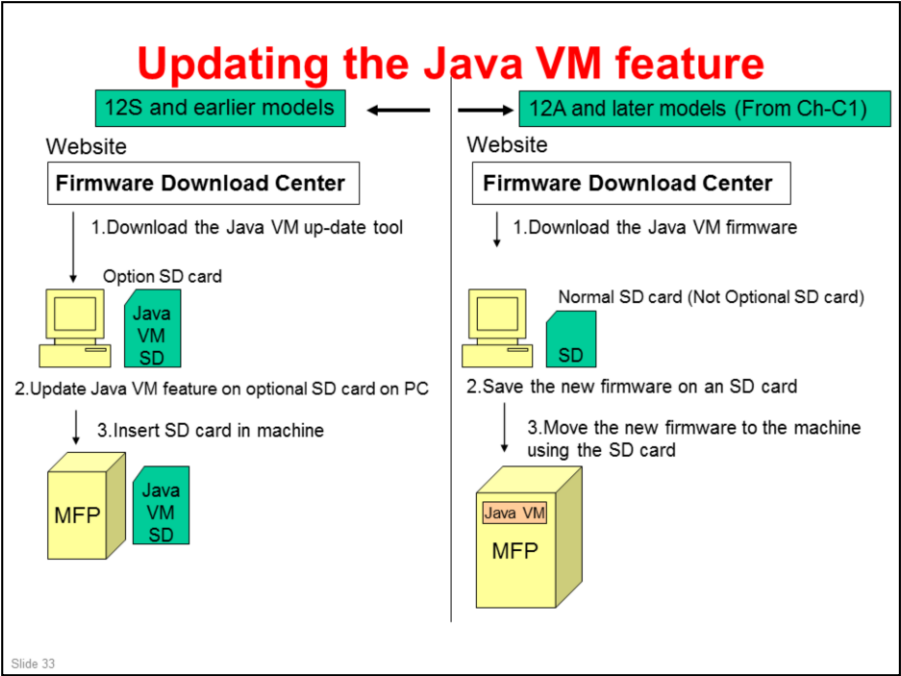 Updating the Java VM feature
12S and earlier models
Website
Firmware Download Center
1.Download the Java VM up-date tool
Option SD card
Java
VM
SD
2.Update Java VM feature on optional SD card on PC
3.Insert SD card in machine
MFP
Java
VM
SD
12A and later models (From Ch-C1)
Website
Firmware Download Center
1.Download the Java VM firmware
Normal SD card (Not Optional SD card)
SD
2.Save the new firmware on an SD card
3.Move the new firmware to the machine
using the SD card
Java VM
MFP
Slide 33